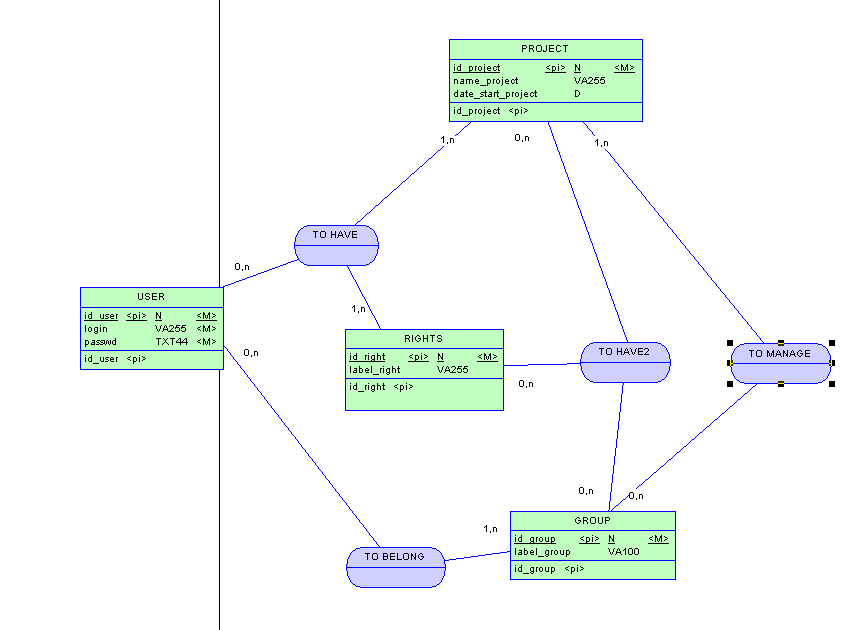 PROJECT
id_project <pi> N <M>
name_project VA255
date_start_project D
id_project <pi>
1,n
0,n
1,n
TO HAVE
0,n
USER
id_user <pi> N <M>
login VA255 <M>
passwd TXT44 <M>
id_user <pi>
1,n
RIGHTS
id_right <pi> N <M>
label_right VA255
id_right <pi>
TO HAVE2
TO MANAGE
0,n
0,n
0,n
0,n
GROUP
id_group <pi> N <M>
label_group VA100
id_group <pi>
1,n
TO BELONG